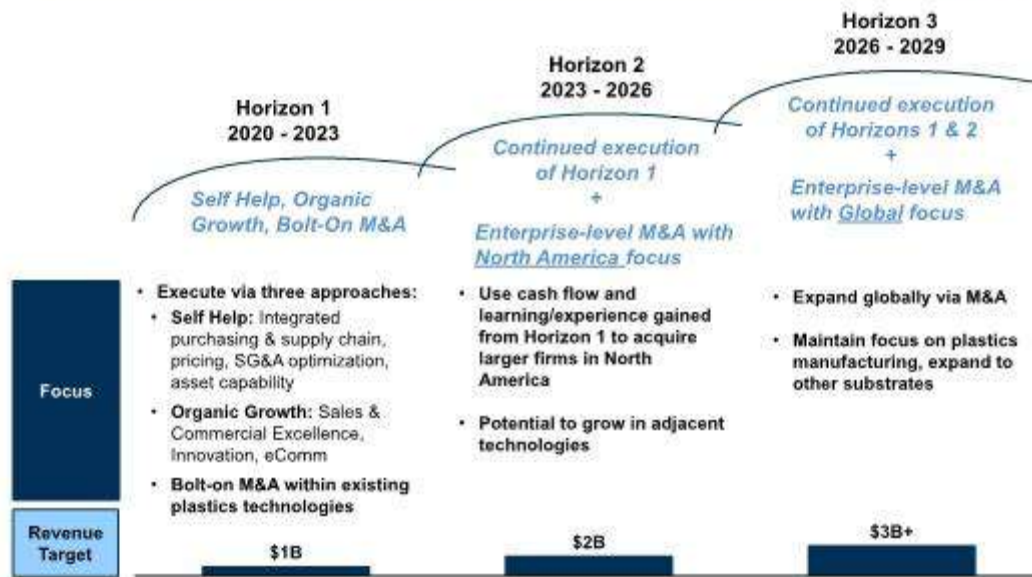 Horizon 1
2020 - 2023
Self Help, Organic
Growth, Bolt-On M&A
Horizon 2
2023 - 2026
Continued execution
of Horizon 1
+
Enterprise-level M&A with
North America focus
Horizon 3
2026 - 2029
Continued execution
of Horizons 1 & 2
+
Enterprise-level M&A
with Global focus
Focus
• Execute via three approaches:
• Self Help: Integrated
purchasing & supply chain,
pricing, SG&A optimization,
asset capability
• Organic Growth: Sales &
Commercial Excellence,
Innovation, eComm
• Bolt-on M&A within existing
plastics technologies
• Use cash flow and
learning/experience gained
from Horizon 1 to acquire
larger firms in North
America
• Potential to grow in adjacent
technologies
• Expand globally via M&A
• Maintain focus on plastics
manufacturing, expand to
other substrates
Revenue
Target
$1B
$2B
$3B+